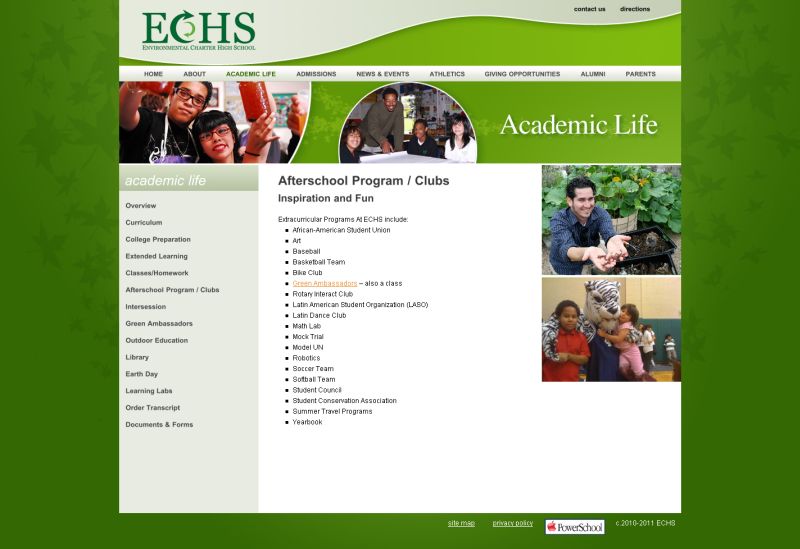 contact us
directions
ECHS
ENVIRONMENTAL CHARTER HIGH SCHOOL
HOME
ABOUT
ACADEMIC LIFE
ADMISSIONS
NEWS & EVENTS
ATHLETICS
GIVING OPPORTUNITIES
ALUMNI
PARENTS
Academic Life
academic life
Overview
Curriculum
College Preparation
Extended Learning
Classes/Homework
Afterschool Program / Clubs
Intersession
Green Ambassadors
Outdoor Education
Library
Earth Day
Learning Labs
Order Transcript
Documents & Forms
Afterschool Program / Clubs
Inspiration and Fun
Extracurricular Programs At ECHS include:
African-American Student Union
Art
Baseball
Basketball Team
Bike Club
Green Ambassadors – also a class
Rotary Interact Club
Latin American Student Organization (LASO)
Latin Dance Club
Math Lab
Mock Trial
Model UN
Robotics
Soccer Team
Softball Team
Student Council
Student Conservation Association
Summer Travel Programs
Yearbook
site map
privacy policy
PowerSchool
c.2010-2011 ECHS